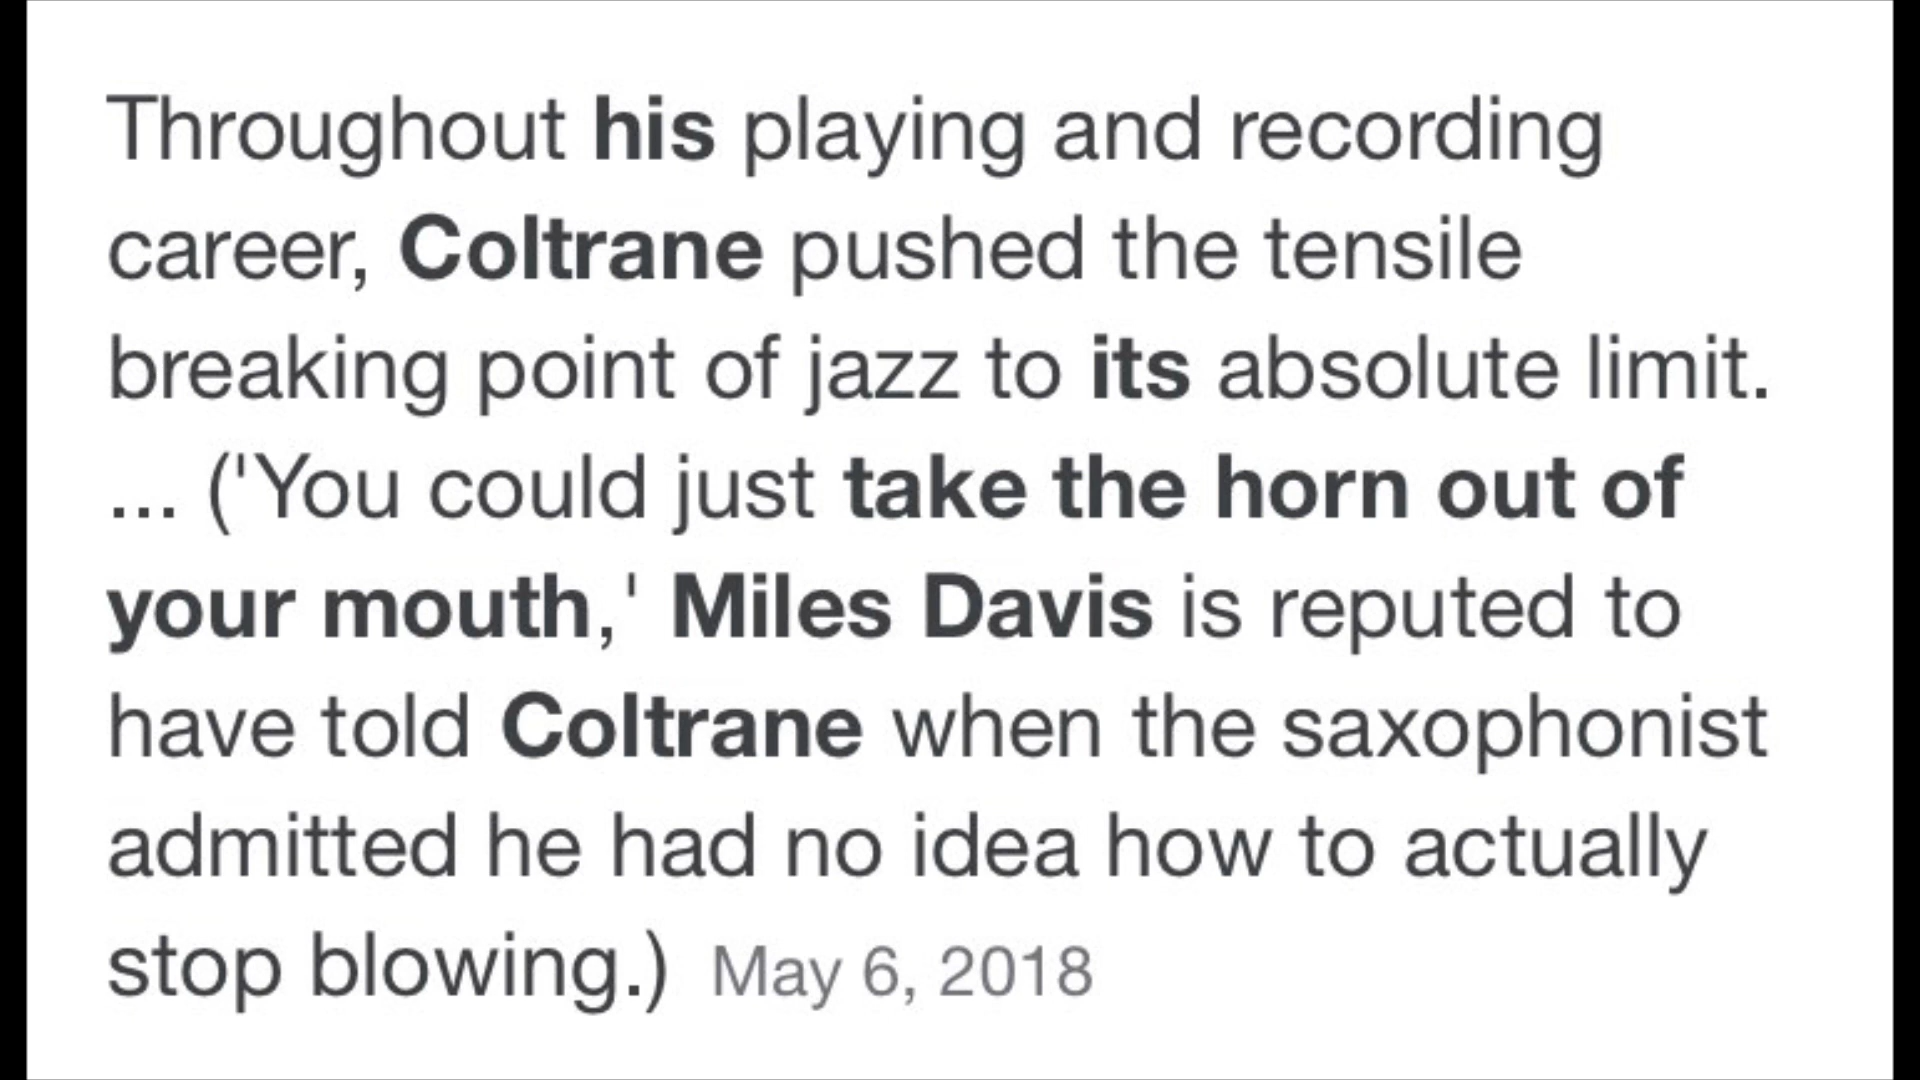 Throughout his playing and recording
career, Coltrane pushed the tensile
breaking point of jazz to its absolute limit.
... ('You could just take the horn out of
your mouth,' Miles Davis is reputed to
have told Coltrane when the saxophonist
admitted he had no idea how to actually
stop blowing.) May 6, 2018